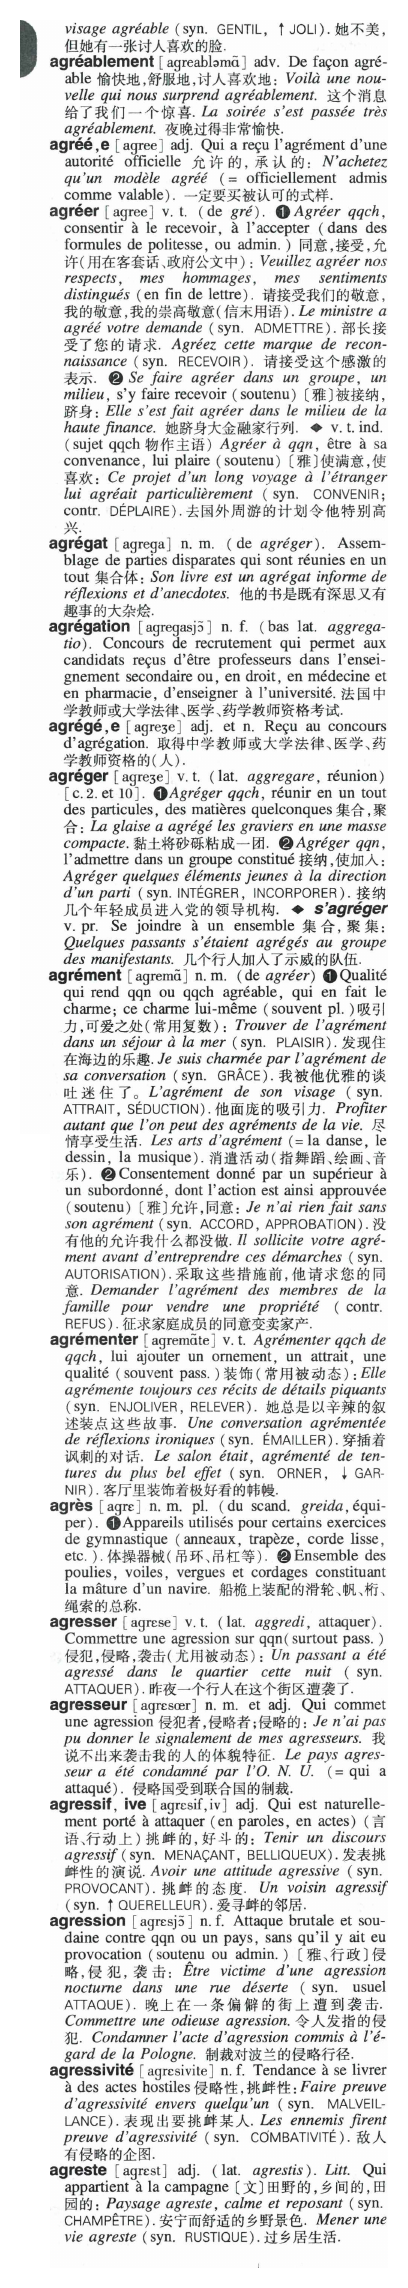 visage agréable (syn. GENTIL, ↑ JOLI). 她不美,
但她有一张讨人喜欢的脸.
agréablement [agreabləmɑ̃] adv. De façon agré-
able 愉快地,舒服地,讨人喜欢地: Voilà une nou-
velle qui nous surprend agréablement. 这个消息
给了我们一个惊喜. La soirée s'est passée très
agréablement. 夜晚过得非常愉快.
agréé,e [agree] adj. Qui a reçu l'agrément d'une
autorité officielle 允许的,承认的: N'achetez
qu'un modèle agréé (= officiellement admis
comme valable). 一定要买被认可的式样.
agréer [agree] v. t. (de gré). ❶ Agréer qqch,
consentir à le recevoir, à l'accepter (dans des
formules de politesse, ou admin.) 同意,接受,允
许(用在客套话、政府公文中): Veuillez agréer nos
respects, mes hommages, mes sentiments
distingués (en fin de lettre). 请接受我们的敬意,
我的敬意,我的崇高敬意(信末用语). Le ministre a
agréé votre demande (syn. ADMETTRE). 部长接
受了您的请求. Agréez cette marque de recon-
naissance (syn. RECEVOIR). 请接受这个感激的
表示. ❷ Se faire agréer dans un groupe, un
milieu, s'y faire recevoir (soutenu) 〔雅〕被接纳,
跻身: Elle s'est fait agréer dans le milieu de la
haute finance. 她跻身大金融家行列. ◆ v. t. ind.
(sujet qqch 物作主语) Agréer à qqn, être à sa
convenance, lui plaire (soutenu) 〔雅〕使满意,使
喜欢: Ce projet d'un long voyage à l'étranger
lui agréait particulièrement (syn. CONVENIR;
contr. DÉPLAIRE). 去国外周游的计划令他特别高
兴.
agrégat [agrega] n. m. (de agréger). Assem-
blage de parties disparates qui sont réunies en un
tout 集合体: Son livre est un agrégat informe de
réflexions et d'anecdotes. 他的书是既有深思又有
趣事的大杂烩.
agrégation [agregasjɔ̃] n. f. (bas lat. aggrega-
tio). Concours de recrutement qui permet aux
candidats reçus d'être professeurs dans l'ensei-
gnement secondaire ou, en droit, en médecine et
en pharmacie, d'enseigner à l'université. 法国中
学教师或大学法律、医学、药学教师资格考试.
agrégé,e [agreʒe] adj. et n. Reçu au concours
d'agrégation. 取得中学教师或大学法律、医学、药
学教师资格的(人).
agréger [agreʒe] v. t. (lat. aggregare, réunion)
[c. 2. et 10]. ❶Agréger qqch, réunir en un tout
des particules, des matières quelconques 集合,聚
合: La glaise a agrégé les graviers en une masse
compacte. 黏土将砂砾粘成一团. ❷Agréger qqn,
l'admettre dans un groupe constitué 接纳,使加入:
Agréger quelques éléments jeunes à la direction
d'un parti (syn. INTÉGRER, INCORPORER). 接纳
几个年轻成员进入党的领导机构. ◆ s'agréger
v. pr. Se joindre à un ensemble 集合,聚集:
Quelques passants s'étaient agrégés au groupe
des manifestants. 几个行人加入了示威的队伍.
agrément [agremɑ̃] n. m. (de agréer) ❶Qualité
qui rend qqn ou qqch agréable, qui en fait le
charme; ce charme lui-même (souvent pl.)吸引
力,可爱之处(常用复数): Trouver de l'agrément
dans un séjour à la mer (syn. PLAISIR). 发现住
在海边的乐趣. Je suis charmée par l'agrément de
sa conversation (syn. GRÂCE). 我被他优雅的谈
吐迷住了。L'agrément de son visage (syn.
ATTRAIT, SÉDUCTION). 他面庞的吸引力. Profiter
autant que l'on peut des agréments de la vie. 尽
情享受生活. Les arts d'agrément (= la danse, le
dessin, la musique). 消遣活动(指舞蹈、绘画、音
乐). ❷Consentement donné par un supérieur à
un subordonné, dont l'action est ainsi approuvée
(soutenu) 〔雅〕允许,同意: Je n'ai rien fait sans
son agrément (syn. ACCORD, APPROBATION). 没
有他的允许我什么都没做. Il sollicite votre agré-
ment avant d'entreprendre ces démarches (syn.
AUTORISATION). 采取这些措施前,他请求您的同
意. Demander l'agrément des membres de la
famille pour vendre une propriété (contr.
REFUS). 征求家庭成员的同意变卖家产.
agrémenter [agremɑ̃te] v. t. Agrémenter qqch de
qqch, lui ajouter un ornement, un attrait, une
qualité (souvent pass.)装饰(常用被动态): Elle
agrémente toujours ces récits de détails piquants
(syn. ENJOLIVER, RELEVER). 她总是以辛辣的叙
述装点这些故事. Une conversation agrémentée
de réflexions ironiques (syn. ÉMAILLER). 穿插着
讽刺的对话. Le salon était, agrémenté de ten-
tures du plus bel effet (syn. ORNER, ↓ GAR-
NIR). 客厅里装饰着极好看的韩幔.
agrès [agrɛ] n. m. pl. (du scand. greida, équi-
per). ❶Appareils utilisés pour certains exercices
de gymnastique (anneaux, trapèze, corde lisse,
etc.). 体操器械(吊环、吊杠等). ❷Ensemble des
poulies, voiles, vergues et cordages constituant
la mâture d'un navire. 船桅上装配的滑轮、帆、桁、
绳索的总称.
agresser [agrɛse] v. t. (lat. aggredi, attaquer).
Commettre une agression sur qqn(surtout pass.)
侵犯,侵略,袭击(尤用被动态): Un passant a été
agressé dans le quartier cette nuit (syn.
ATTAQUER). 昨夜一个行人在这个街区遭袭了.
agresseur [agrɛsœr] n. m. et adj. Qui commet
une agression 侵犯者,侵略者;侵略的: Je n'ai pas
pu donner le signalement de mes agresseurs. 我
说不出来袭击我的人的体貌特征. Le pays agres-
seur a été condamné par l'O. N. U. (= qui a
attaqué). 侵略国受到联合国的制裁.
agressif, ive [agrɛsif,iv] adj. Qui est naturelle-
ment porté à attaquer (en paroles, en actes) (言
语、行动上) 挑衅的,好斗的: Tenir un discours
agressif (syn. MENAÇANT, BELLIQUEUX). 发表挑
衅性的演说. Avoir une attitude agressive (syn.
PROVOCANT). 挑衅的态度. Un voisin agressif
(syn. ↑ QUERELLEUR). 爱寻衅的邻居.
agression [agrɛsjɔ̃] n. f. Attaque brutale et sou-
daine contre qqn ou un pays, sans qu'il y ait eu
provocation (soutenu ou admin.) 〔雅、行政〕侵
略,侵犯,袭击: Être victime d'une agression
nocturne dans une rue déserte (syn. usuel
ATTAQUE). 晚上在一条偏僻的街上遭到袭击.
Commettre une odieuse agression. 令人发指的侵
犯. Condamner l'acte d'agression commis à l'é-
gard de la Pologne. 制裁对波兰的侵略行径.
agressivité [agrɛsivite] n. f. Tendance à se livrer
à des actes hostiles 侵略性,挑衅性: Faire preuve
d'agressivité envers quelqu'un (syn. MALVEIL-
LANCE). 表现出要挑衅某人. Les ennemis firent
preuve d'agressivité (syn. COMBATIVITÉ). 敌人
有侵略的企图.
agreste [agrɛst] adj. (lat. agrestis). Litt. Qui
appartient à la campagne 〔文〕田野的,乡间的,田
园的: Paysage agreste, calme et reposant (syn.
CHAMPÊTRE). 安宁而舒适的乡野景色. Mener une
vie agreste (syn. RUSTIQUE). 过乡居生活.